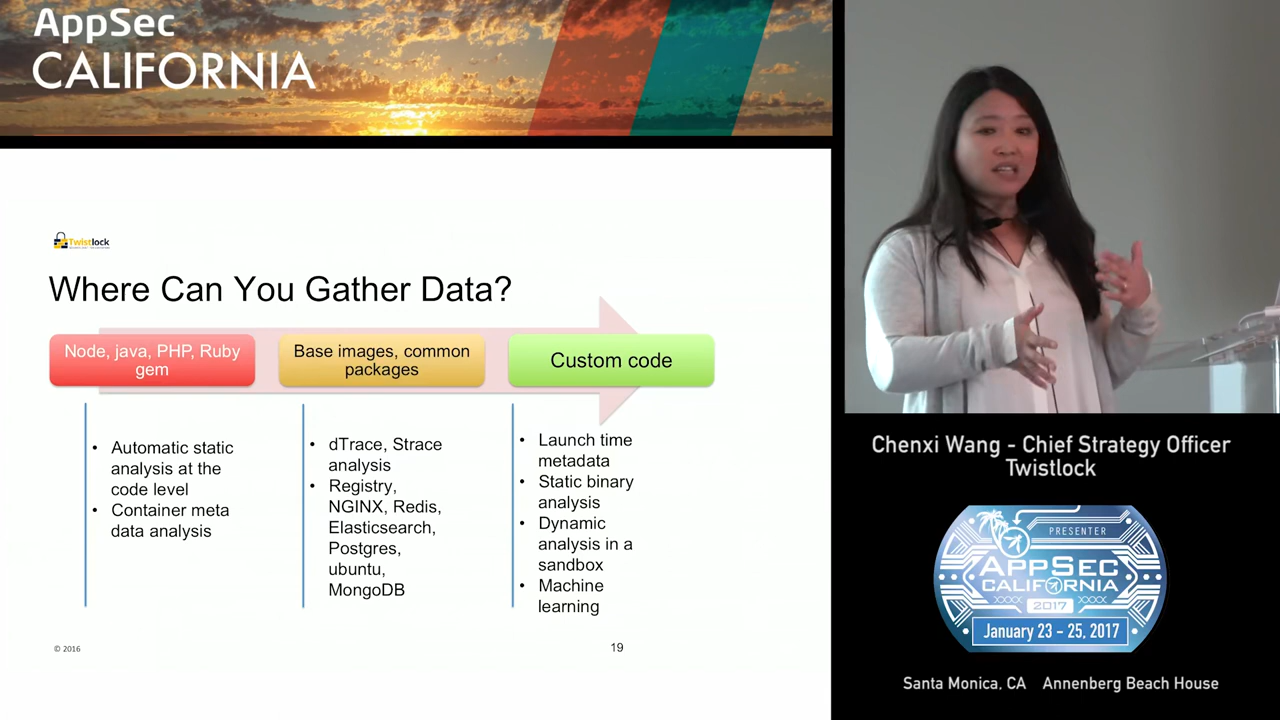 AppSec
CALIFORNIA
Twistlock
Where Can You Gather Data?
Node, java, PHP, Ruby
gem
Base images, common
packages
Custom code
• Automatic static
analysis at the
code level
• Container meta
data analysis
• dTrace, Strace
analysis
• Registry,
NGINX, Redis,
Elasticsearch,
Postgres,
ubuntu,
MongoDB
• Launch time
metadata
• Static binary
analysis
• Dynamic
analysis in a
sandbox
• Machine
learning
© 2016
19
Chenxi Wang - Chief Strategy Officer
Twistlock
PRESENTER
APPSEC
CALIFORNIA
2017
January 23 - 25, 2017
Santa Monica, CA Annenberg Beach House